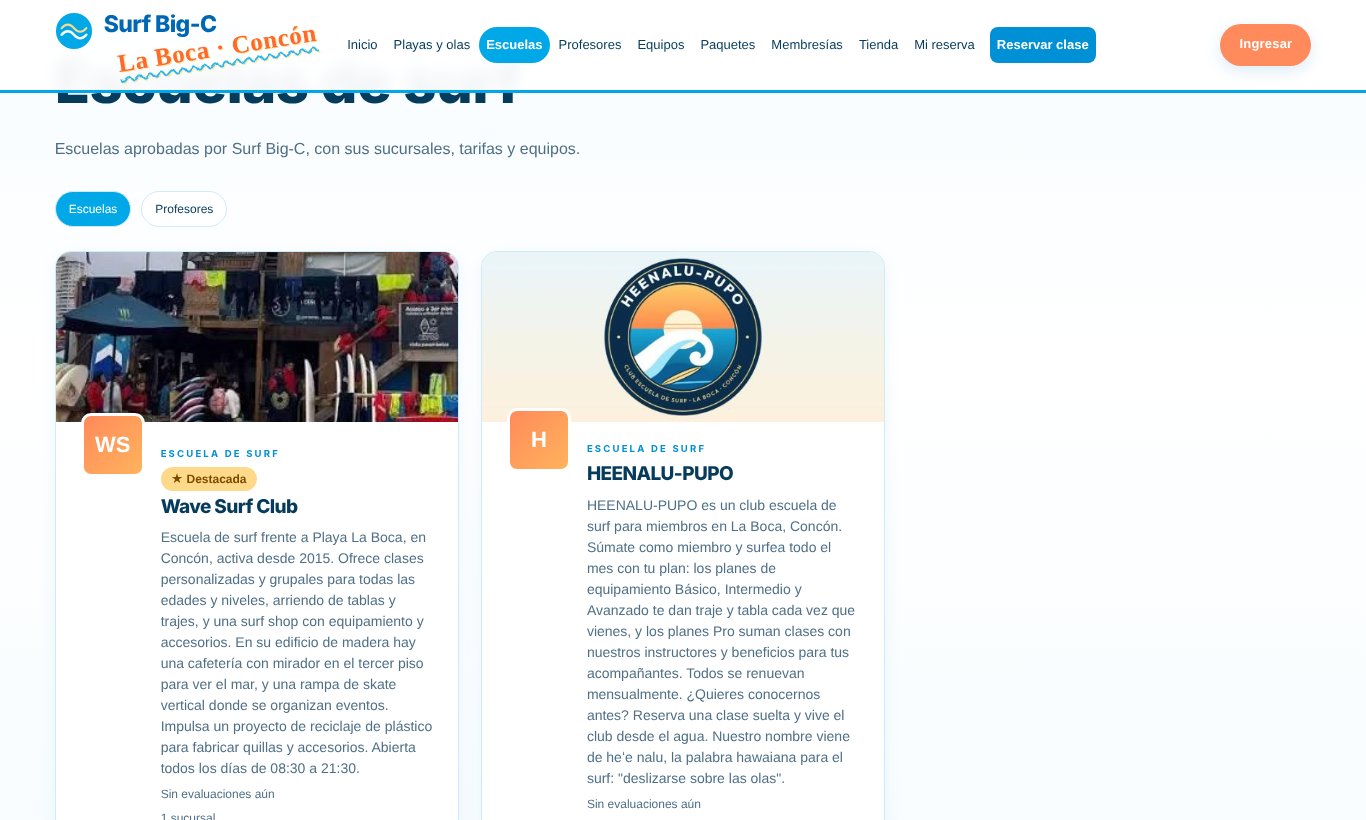 Surf Big-C
La Boca · Concón
Inicio
Playas y olas
Escuelas
Profesores
Equipos
Paquetes
Membresías
Tienda
Mi reserva
Reservar clase
Ingresar
Escuelas de surf
Escuelas aprobadas por Surf Big-C, con sus sucursales, tarifas y equipos.
Escuelas
Profesores
WS
ESCUELA DE SURF
★ Destacada
Wave Surf Club
Escuela de surf frente a Playa La Boca, en
Concón, activa desde 2015. Ofrece clases
personalizadas y grupales para todas las
edades y niveles, arriendo de tablas y
trajes, y una surf shop con equipamiento y
accesorios. En su edificio de madera hay
una cafetería con mirador en el tercer piso
para ver el mar, y una rampa de skate
vertical donde se organizan eventos.
Impulsa un proyecto de reciclaje de plástico
para fabricar quillas y accesorios. Abierta
todos los días de 08:30 a 21:30.
Sin evaluaciones aún
1 sucursal
HEENALU-PUPO
CLUB ESCUELA DE SURF · LA BOCA · CONCÓN
H
ESCUELA DE SURF
HEENALU-PUPO
HEENALU-PUPO es un club escuela de
surf para miembros en La Boca, Concón.
Súmate como miembro y surfea todo el
mes con tu plan: los planes de
equipamiento Básico, Intermedio y
Avanzado te dan traje y tabla cada vez que
vienes, y los planes Pro suman clases con
nuestros instructores y beneficios para tus
acompañantes. Todos se renuevan
mensualmente. ¿Quieres conocernos
antes? Reserva una clase suelta y vive el
club desde el agua. Nuestro nombre viene
de heʻe nalu, la palabra hawaiana para el
surf: "deslizarse sobre las olas".
Sin evaluaciones aún